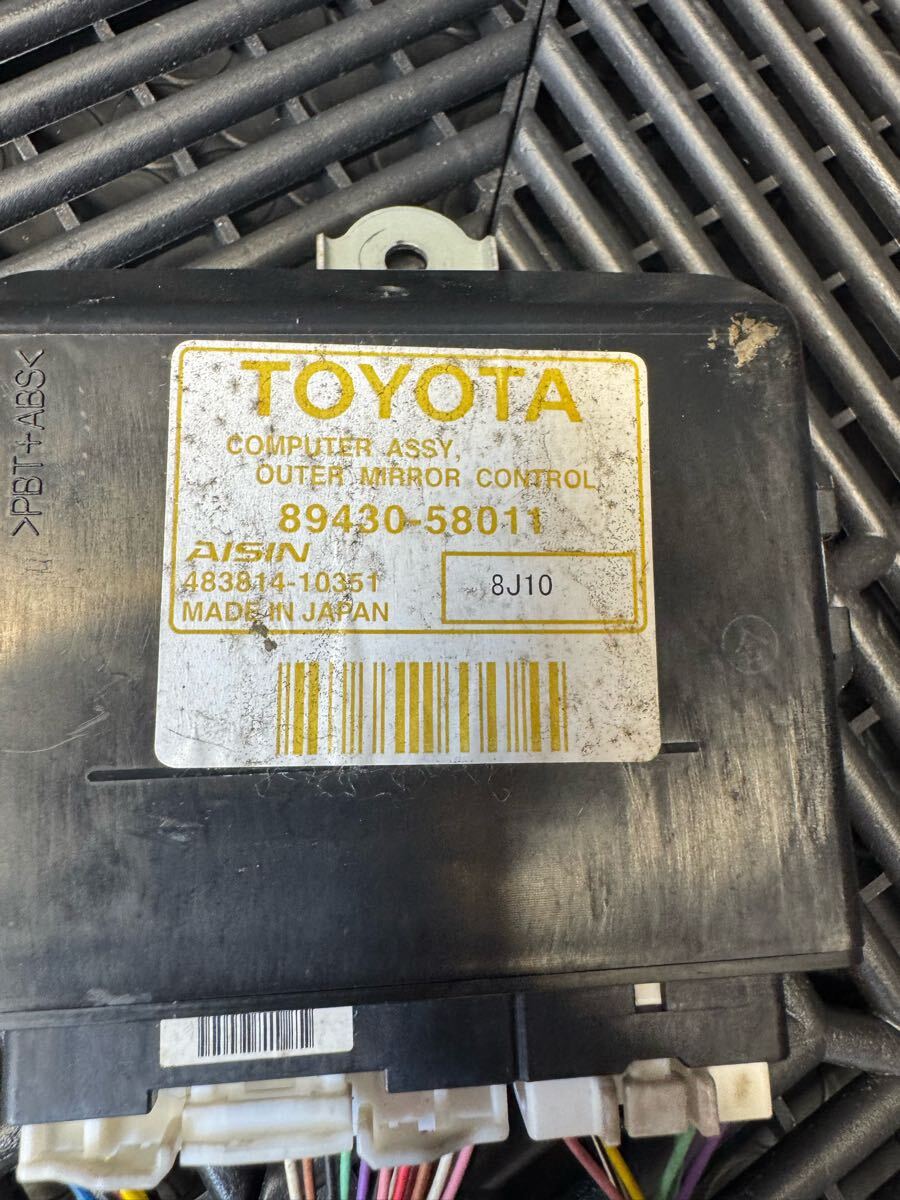 >PBT+ABS<
TOYOTA
COMPUTER ASSY,
OUTER MIRROR CONTROL
89430-58011
AISIN
483814-10351
8J10
MADE IN JAPAN